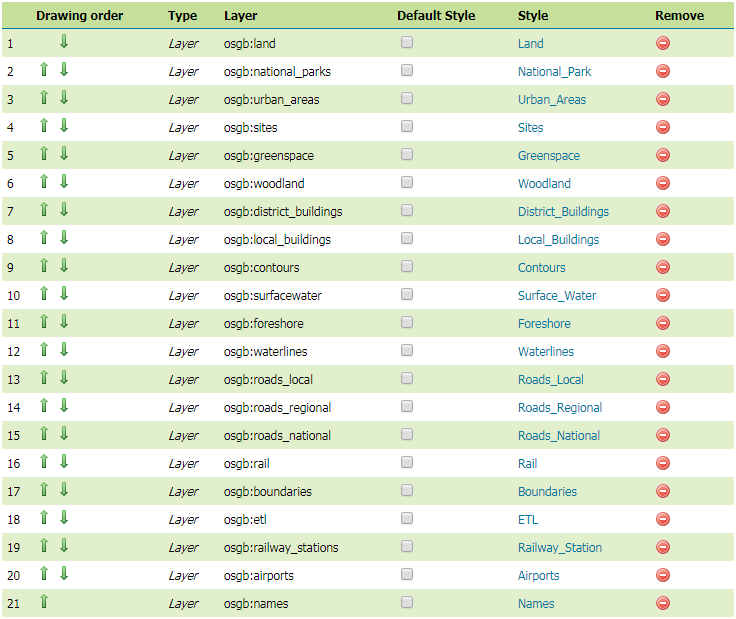 Drawing order Type Layer Default Style Style Remove
1 Layer osgb:land Land
2 Layer osgb:national_parks National_Park
3 Layer osgb:urban_areas Urban_Areas
4 Layer osgb:sites Sites
5 Layer osgb:greenspace Greenspace
6 Layer osgb:woodland Woodland
7 Layer osgb:district_buildings District_Buildings
8 Layer osgb:local_buildings Local_Buildings
9 Layer osgb:contours Contours
10 Layer osgb:surfacewater Surface_Water
11 Layer osgb:foreshore Foreshore
12 Layer osgb:waterlines Waterlines
13 Layer osgb:roads_local Roads_Local
14 Layer osgb:roads_regional Roads_Regional
15 Layer osgb:roads_national Roads_National
16 Layer osgb:rail Rail
17 Layer osgb:boundaries Boundaries
18 Layer osgb:etl ETL
19 Layer osgb:railway_stations Railway_Station
20 Layer osgb:airports Airports
21 Layer osgb:names Names